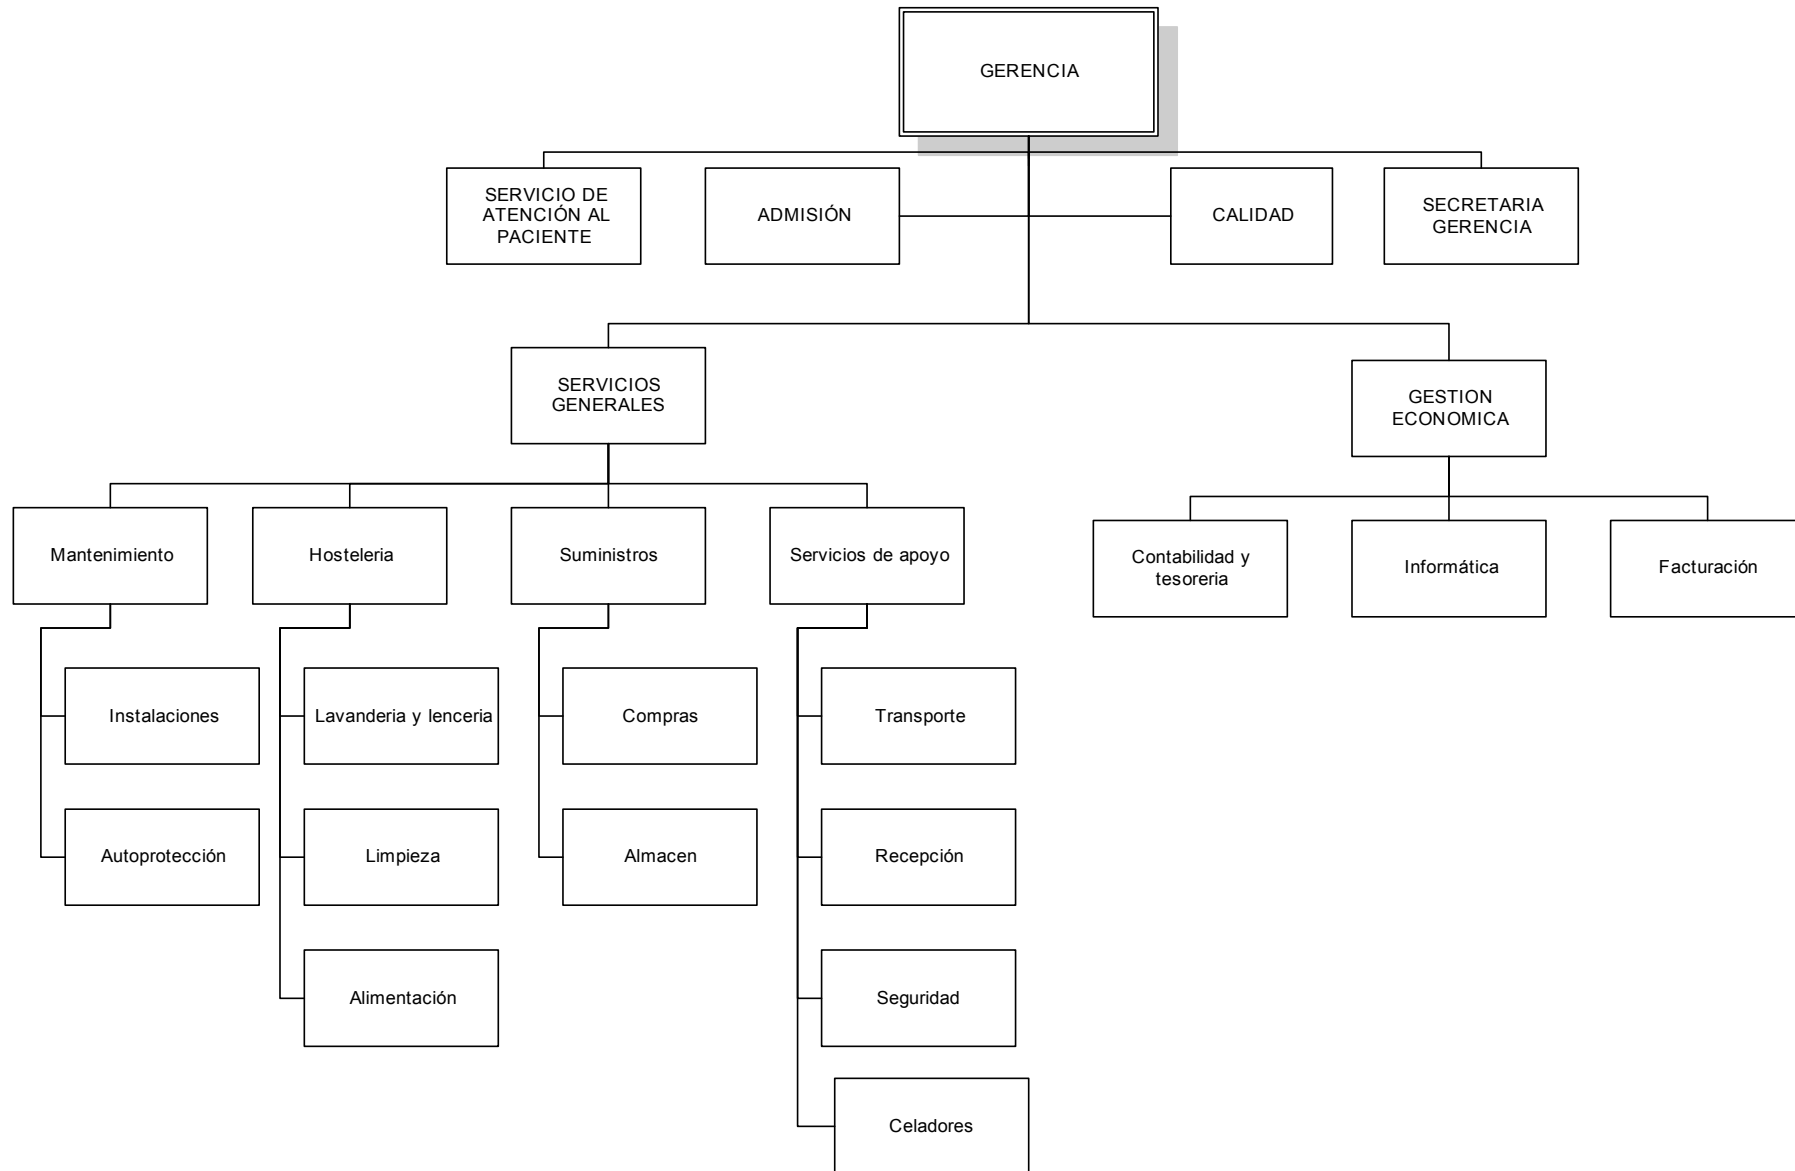 GERENCIA
SERVICIO DE
ATENCIÓN AL
PACIENTE
ADMISIÓN
CALIDAD
SECRETARIA
GERENCIA
SERVICIOS
GENERALES
GESTION
ECONOMICA
Mantenimiento
Hosteleria
Suministros
Servicios de apoyo
Contabilidad y
tesoreria
Informática
Facturación
Instalaciones
Lavanderia y lenceria
Compras
Transporte
Autoprotección
Limpieza
Almacen
Recepción
Alimentación
Seguridad
Celadores